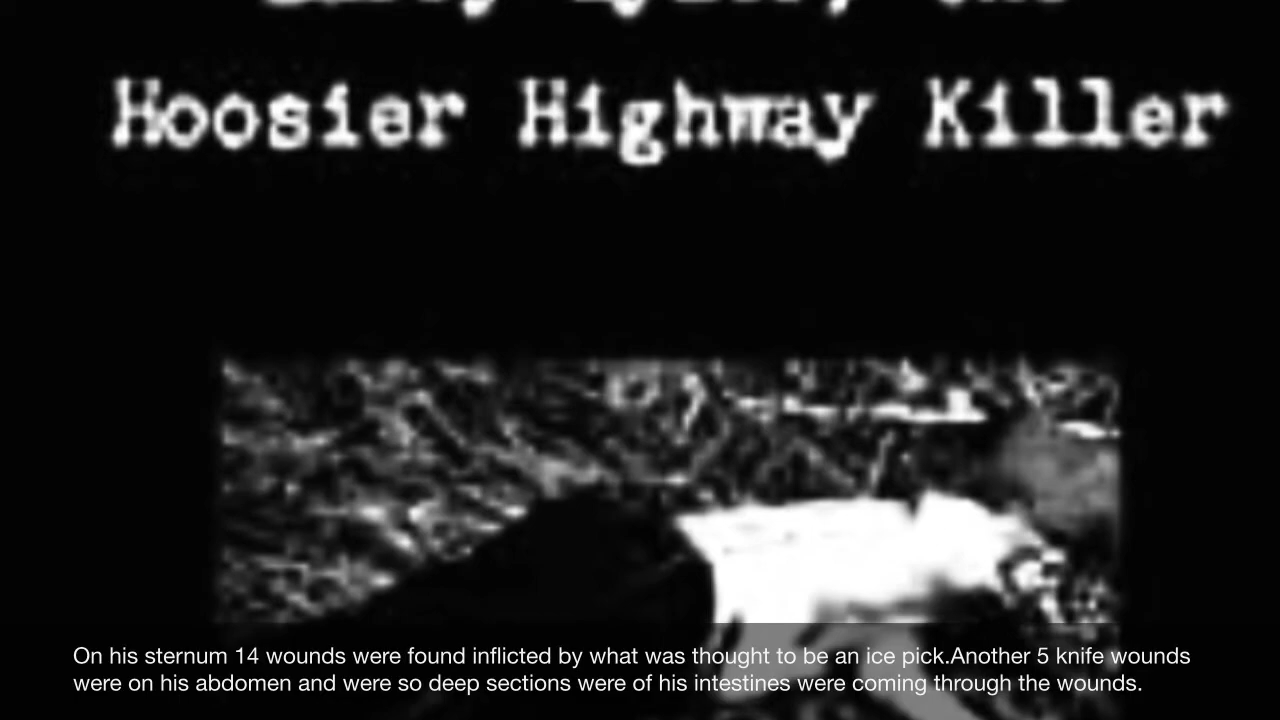 Hoosier Highway Killer
On his sternum 14 wounds were found inflicted by what was thought to be an ice pick.Another 5 knife wounds
were on his abdomen and were so deep sections were of his intestines were coming through the wounds.